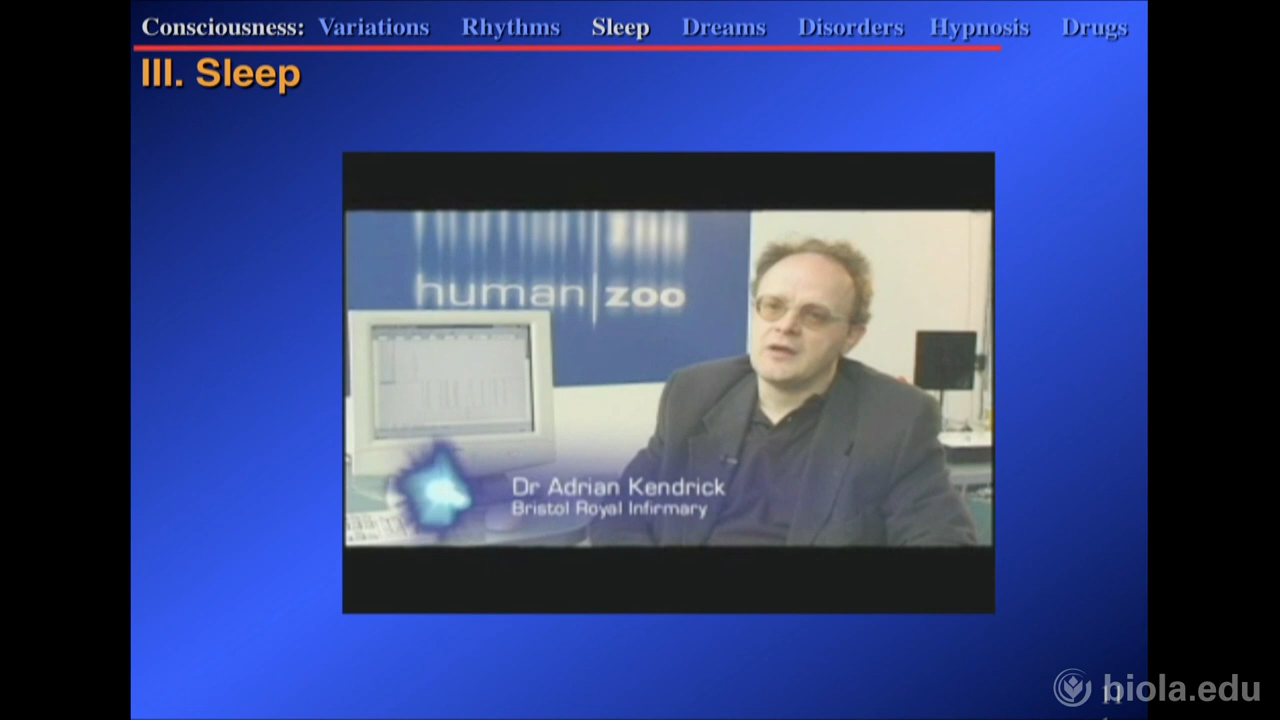 Consciousness: Variations Rhythms Sleep Dreams Disorders Hypnosis Drugs
III. Sleep
human zoo
Dr Adrian Kendrick
Bristol Royal Infirmary
biola.edu